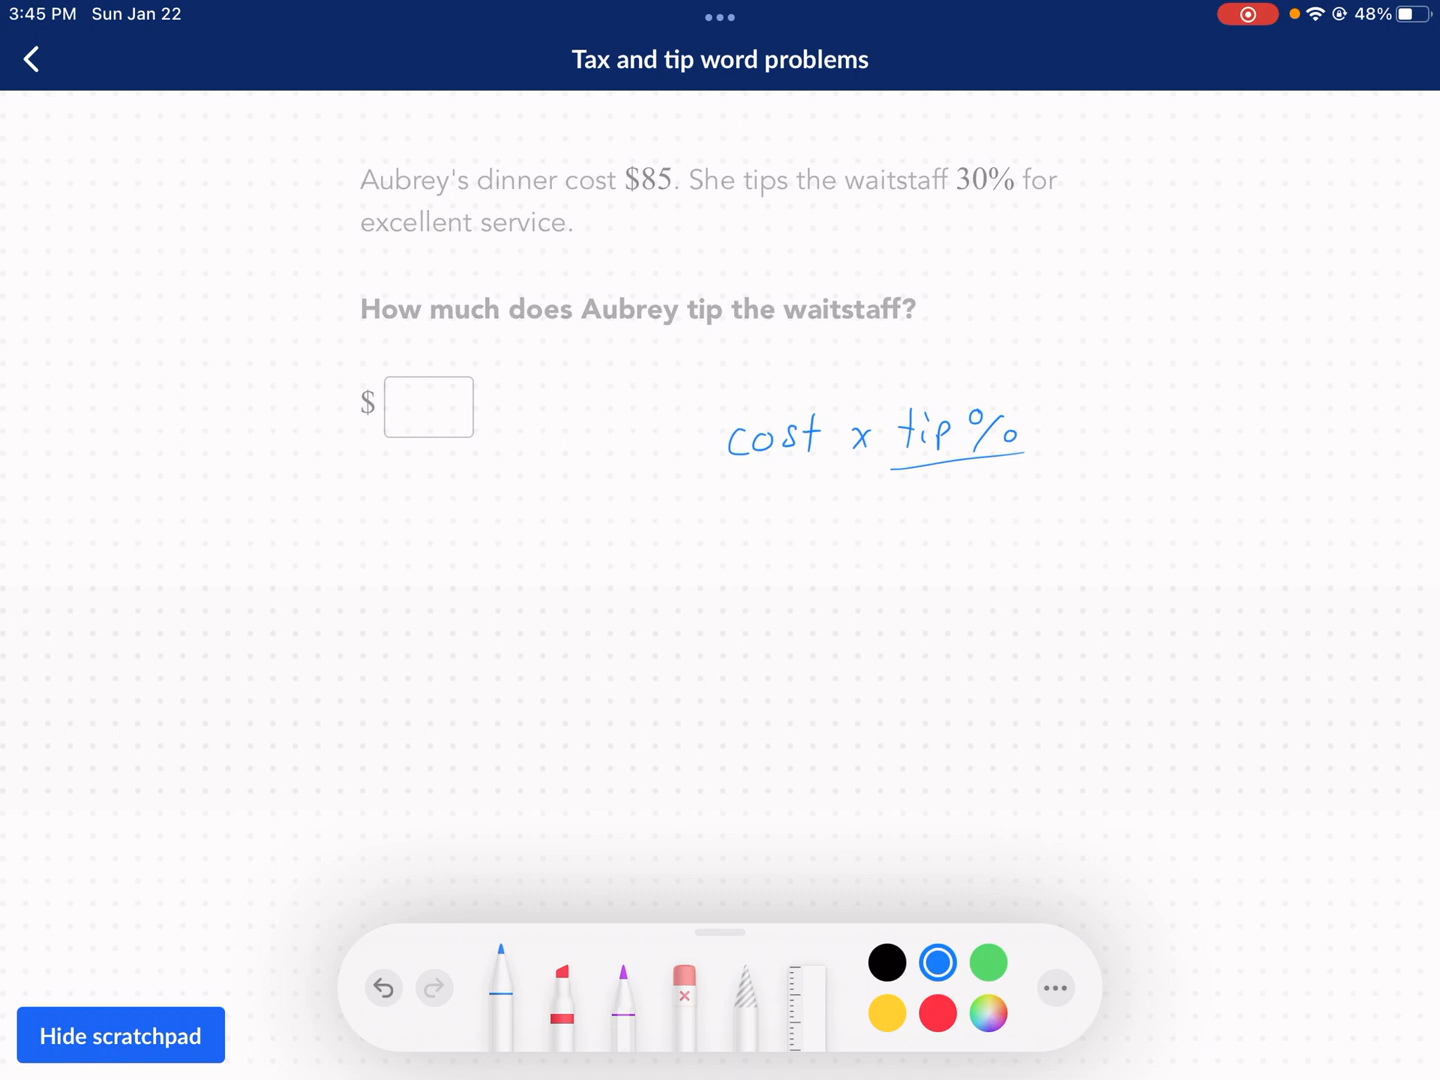 3:45 PM Sun Jan 22
48%
Tax and tip word problems
Aubrey's dinner cost $85. She tips the waitstaff 30% for
excellent service.
How much does Aubrey tip the waitstaff?
$
cost x tip %
Hide scratchpad